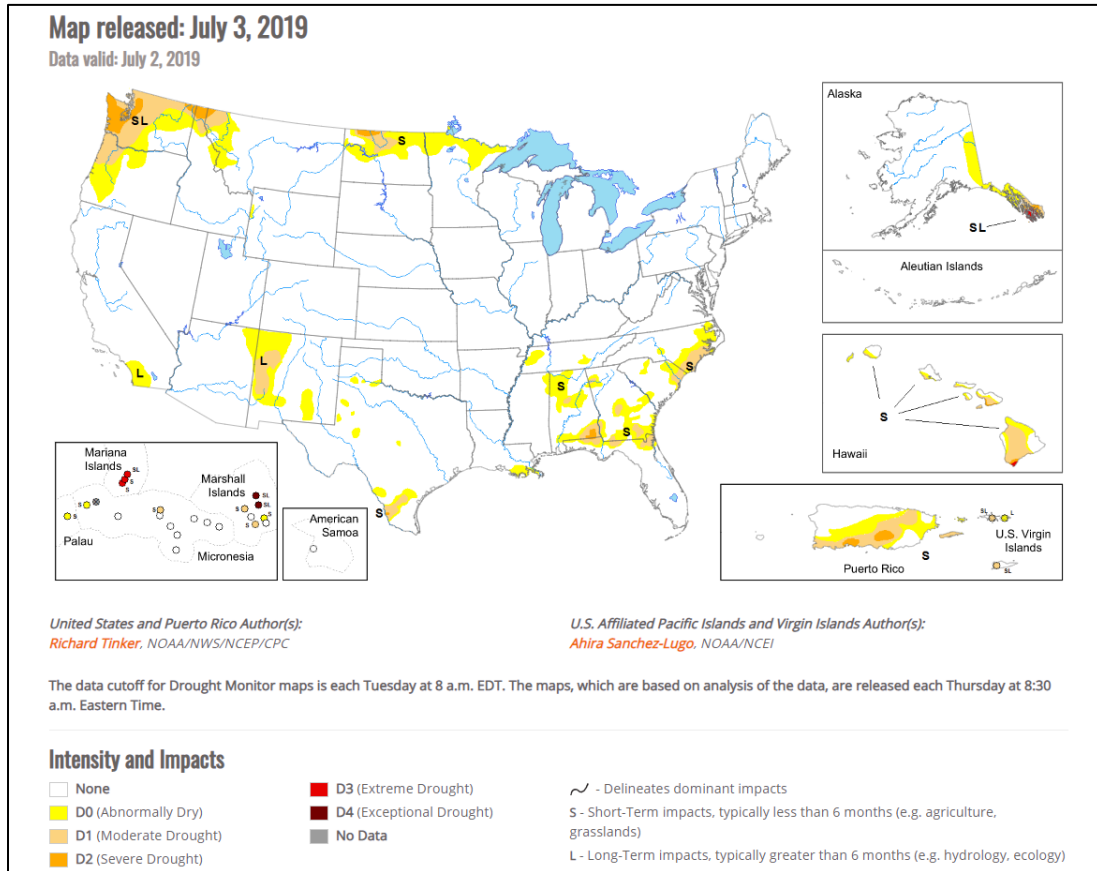 Map released: July 3, 2019
Data valid: July 2, 2019
Alaska
SL
S
SL
Aleutian Islands
L
L
S
S
S
S
Hawaii
Mariana
Islands
SL
S
S
Marshall
Islands
SL
SL
S
S
S
S
S
S
Palau
Micronesia
American
Samoa
S
SL
L
U.S. Virgin
Islands
S
SL
Puerto Rico
United States and Puerto Rico Author(s):
Richard Tinker, NOAA/NWS/NCEP/CPC
U.S. Affiliated Pacific Islands and Virgin Islands Author(s):
Ahira Sanchez-Lugo, NOAA/NCEI
The data cutoff for Drought Monitor maps is each Tuesday at 8 a.m. EDT. The maps, which are based on analysis of the data, are released each Thursday at 8:30
a.m. Eastern Time.
Intensity and Impacts
None
D0 (Abnormally Dry)
D1 (Moderate Drought)
D2 (Severe Drought)
D3 (Extreme Drought)
D4 (Exceptional Drought)
No Data
- Delineates dominant impacts
S - Short-Term impacts, typically less than 6 months (e.g. agriculture,
grasslands)
L - Long-Term impacts, typically greater than 6 months (e.g. hydrology, ecology)